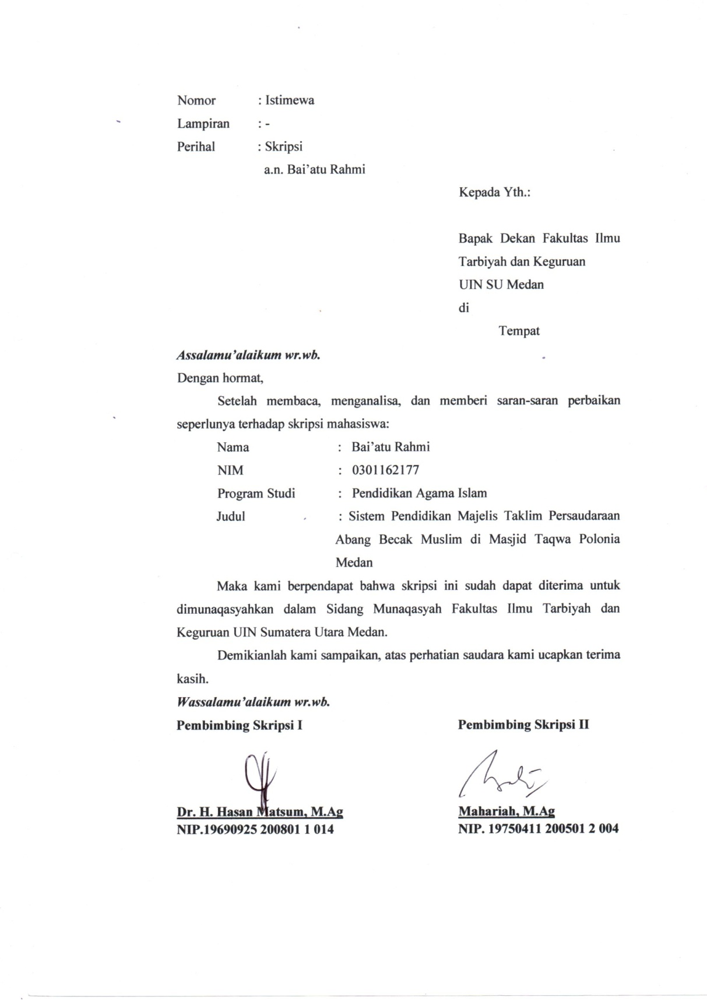 Nomor : Istimewa
Lampiran : -
Perihal : Skripsi
a.n. Bai’atu Rahmi
Kepada Yth.:
Bapak Dekan Fakultas Ilmu
Tarbiyah dan Keguruan
UIN SU Medan
di
Tempat
Assalamu’alaikum wr.wb.
Dengan hormat,
Setelah membaca, menganalisa, dan memberi saran-saran perbaikan
seperlunya terhadap skripsi mahasiswa:
Nama : Bai’atu Rahmi
NIM : 0301162177
Program Studi : Pendidikan Agama Islam
Judul : Sistem Pendidikan Majelis Taklim Persaudaraan
Abang Becak Muslim di Masjid Taqwa Polonia
Medan
Maka kami berpendapat bahwa skripsi ini sudah dapat diterima untuk
dimunaqasyahkan dalam Sidang Munaqasyah Fakultas Ilmu Tarbiyah dan
Keguruan UIN Sumatera Utara Medan.
Demikianlah kami sampaikan, atas perhatian saudara kami ucapkan terima
kasih.
Wassalamu’alaikum wr.wb.
Pembimbing Skripsi I Pembimbing Skripsi II
Dr. H. Hasan Matsum, M.Ag Mahariah, M.Ag
NIP.19690925 200801 1 014 NIP. 19750411 200501 2 004